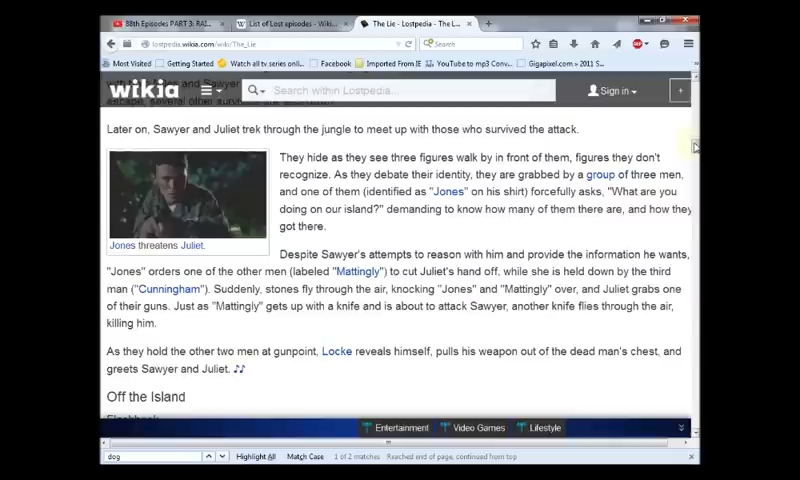 88th Episodes PART 3: RAI...
List of Lost episodes - Wiki...
The Lie - Lostpedia - The L...
lostpedia.wikia.com/wiki/The_Lie
Search
Most Visited Getting Started Watch all tv series onlin... Facebook Imported From IE YouTube to mp3 Conv... Gigapixel.com » 2011 S...
wikia Search within Lostpedia... Sign in
Later on, Sawyer and Juliet trek through the jungle to meet up with those who survived the attack.
They hide as they see three figures walk by in front of them, figures they don't
recognize. As they debate their identity, they are grabbed by a group of three men,
and one of them (identified as "Jones" on his shirt) forcefully asks, "What are you
doing on our island?" demanding to know how many of them there are, and how they
got there.
Jones threatens Juliet.
Despite Sawyer's attempts to reason with him and provide the information he wants,
"Jones" orders one of the other men (labeled "Mattingly") to cut Juliet's hand off, while she is held down by the third
man ("Cunningham"). Suddenly, stones fly through the air, knocking "Jones" and "Mattingly" over, and Juliet grabs one
of their guns. Just as "Mattingly" gets up with a knife and is about to attack Sawyer, another knife flies through the air,
killing him.
As they hold the other two men at gunpoint, Locke reveals himself, pulls his weapon out of the dead man's chest, and
greets Sawyer and Juliet. ♪♪
Off the Island
Entertainment Video Games Lifestyle
dog Highlight All Match Case 1 of 2 matches Reached end of page, continued from top